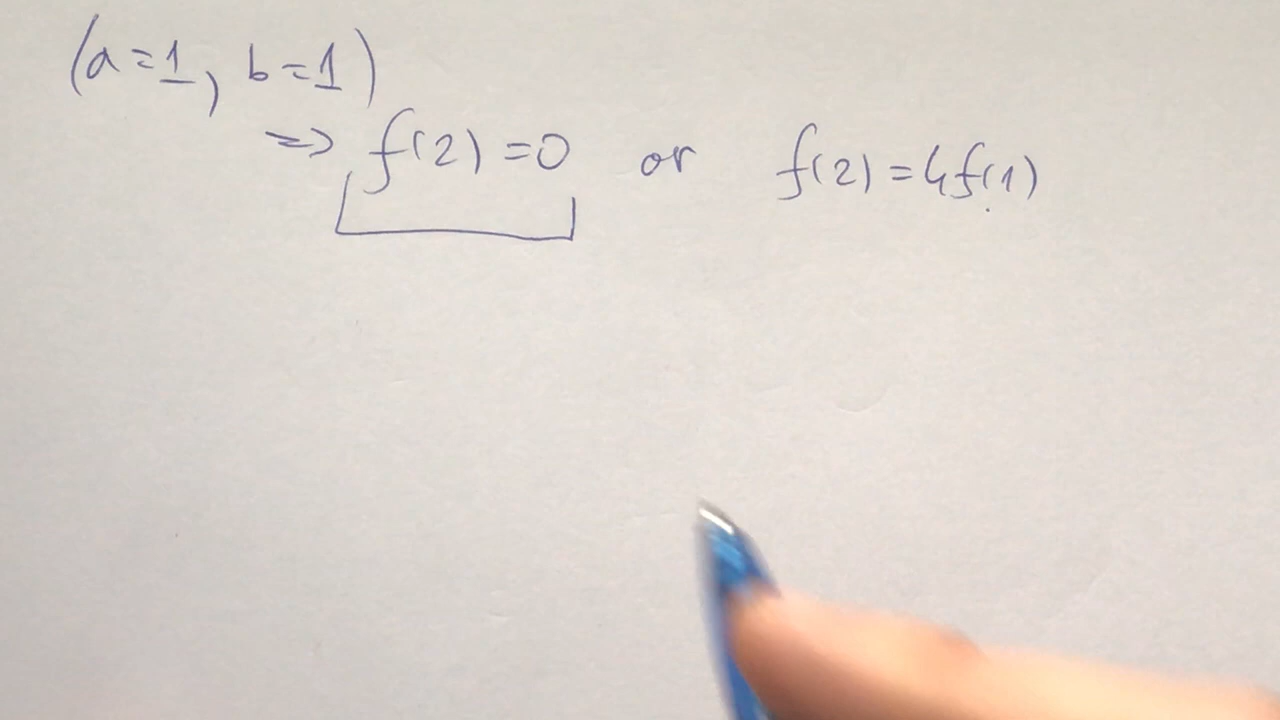 (a=1, b=1)
=> f(2)=0 or f(2)=4f(1)